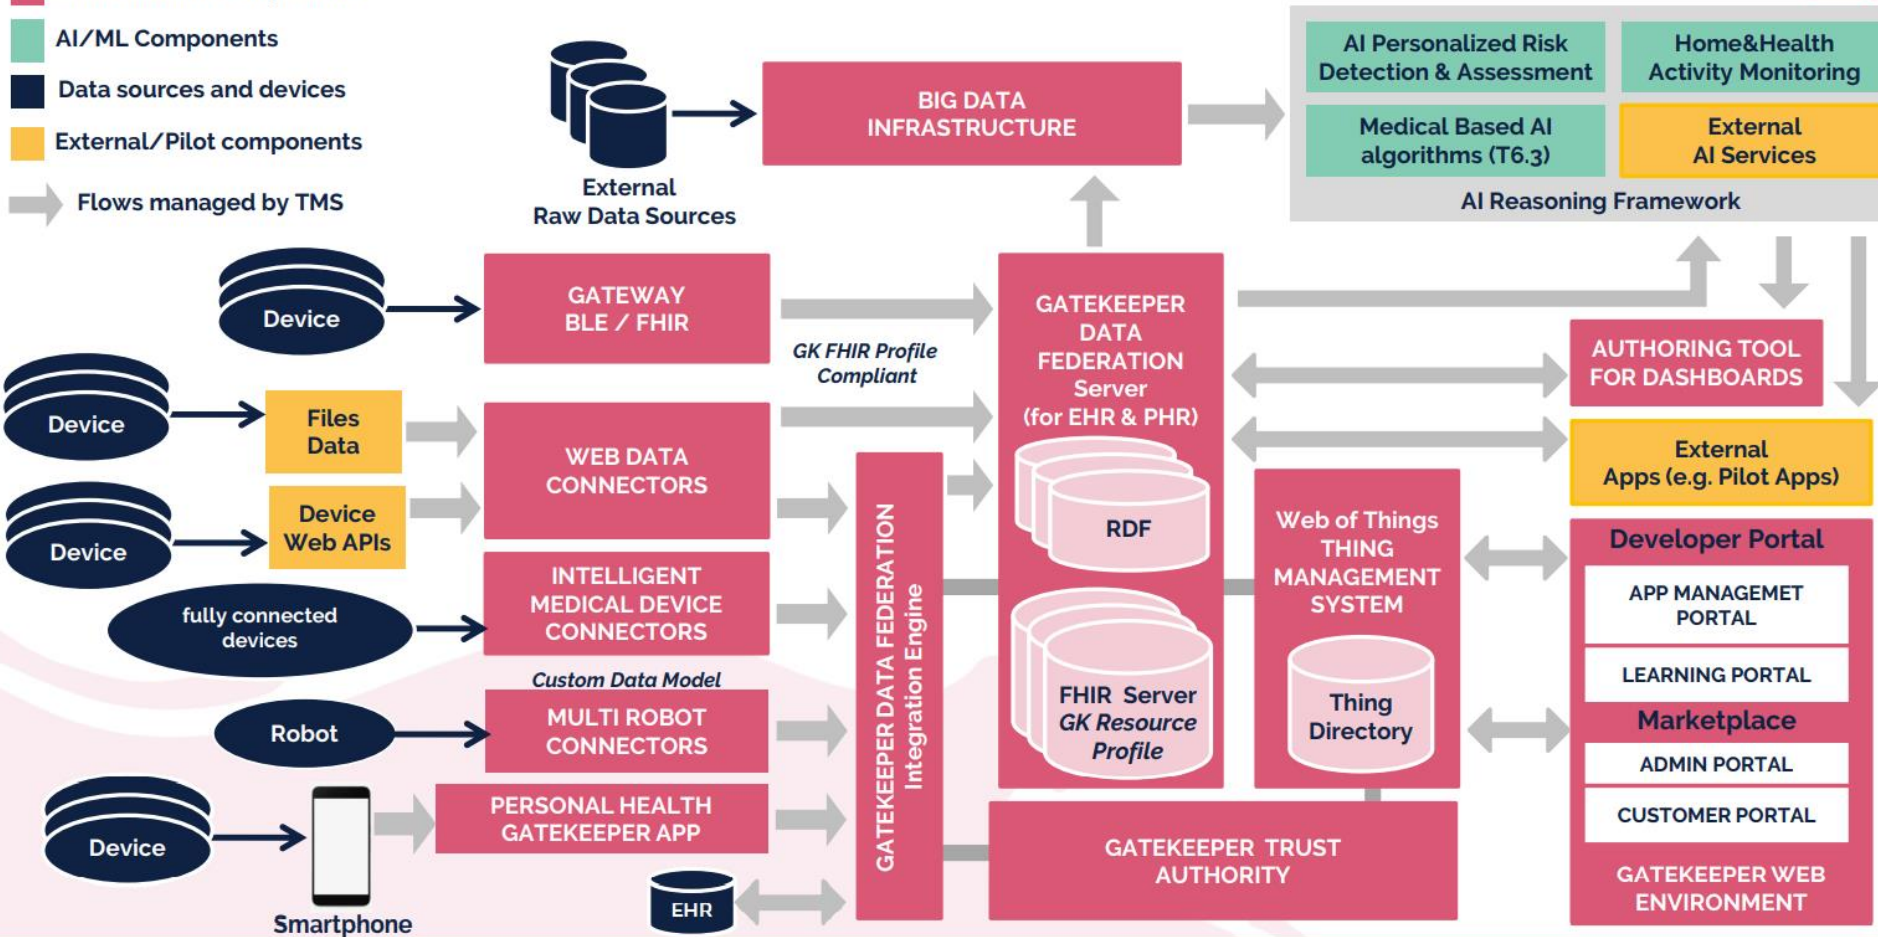 AI/ML Components
Data sources and devices
External/Pilot components
Flows managed by TMS
External
Raw Data Sources
BIG DATA
INFRASTRUCTURE
AI Personalized Risk
Detection & Assessment
Home&Health
Activity Monitoring
Medical Based AI
algorithms (T6.3)
External
AI Services
AI Reasoning Framework
Device
GATEWAY
BLE / FHIR
GK FHIR Profile
Compliant
Device
Files
Data
WEB DATA
CONNECTORS
Device
Device
Web APIs
fully connected
devices
INTELLIGENT
MEDICAL DEVICE
CONNECTORS
Custom Data Model
Robot
MULTI ROBOT
CONNECTORS
Device
Smartphone
PERSONAL HEALTH
GATEKEEPER APP
EHR
GATEKEEPER DATA FEDERATION
Integration Engine
GATEKEEPER
DATA
FEDERATION
Server
(for EHR & PHR)
RDF
FHIR Server
GK Resource
Profile
Web of Things
THING
MANAGEMENT
SYSTEM
Thing
Directory
GATEKEEPER TRUST
AUTHORITY
AUTHORING TOOL
FOR DASHBOARDS
External
Apps (e.g. Pilot Apps)
Developer Portal
APP MANAGEMET
PORTAL
LEARNING PORTAL
Marketplace
ADMIN PORTAL
CUSTOMER PORTAL
GATEKEEPER WEB
ENVIRONMENT